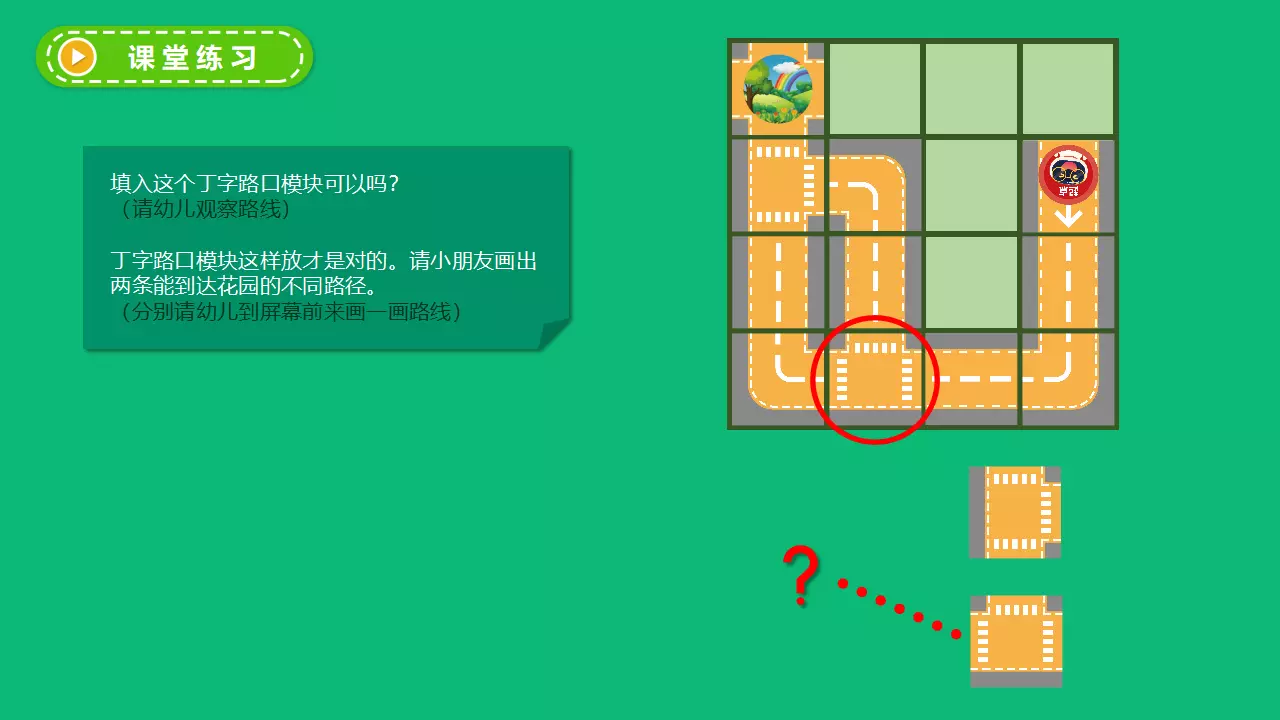 课堂练习
填入这个丁字路口模块可以吗？
（请幼儿观察路线）
丁字路口模块这样放才是对的。请小朋友画出
两条能到达花园的不同路径。
（分别请幼儿到屏幕前来画一画路线）
起点
?